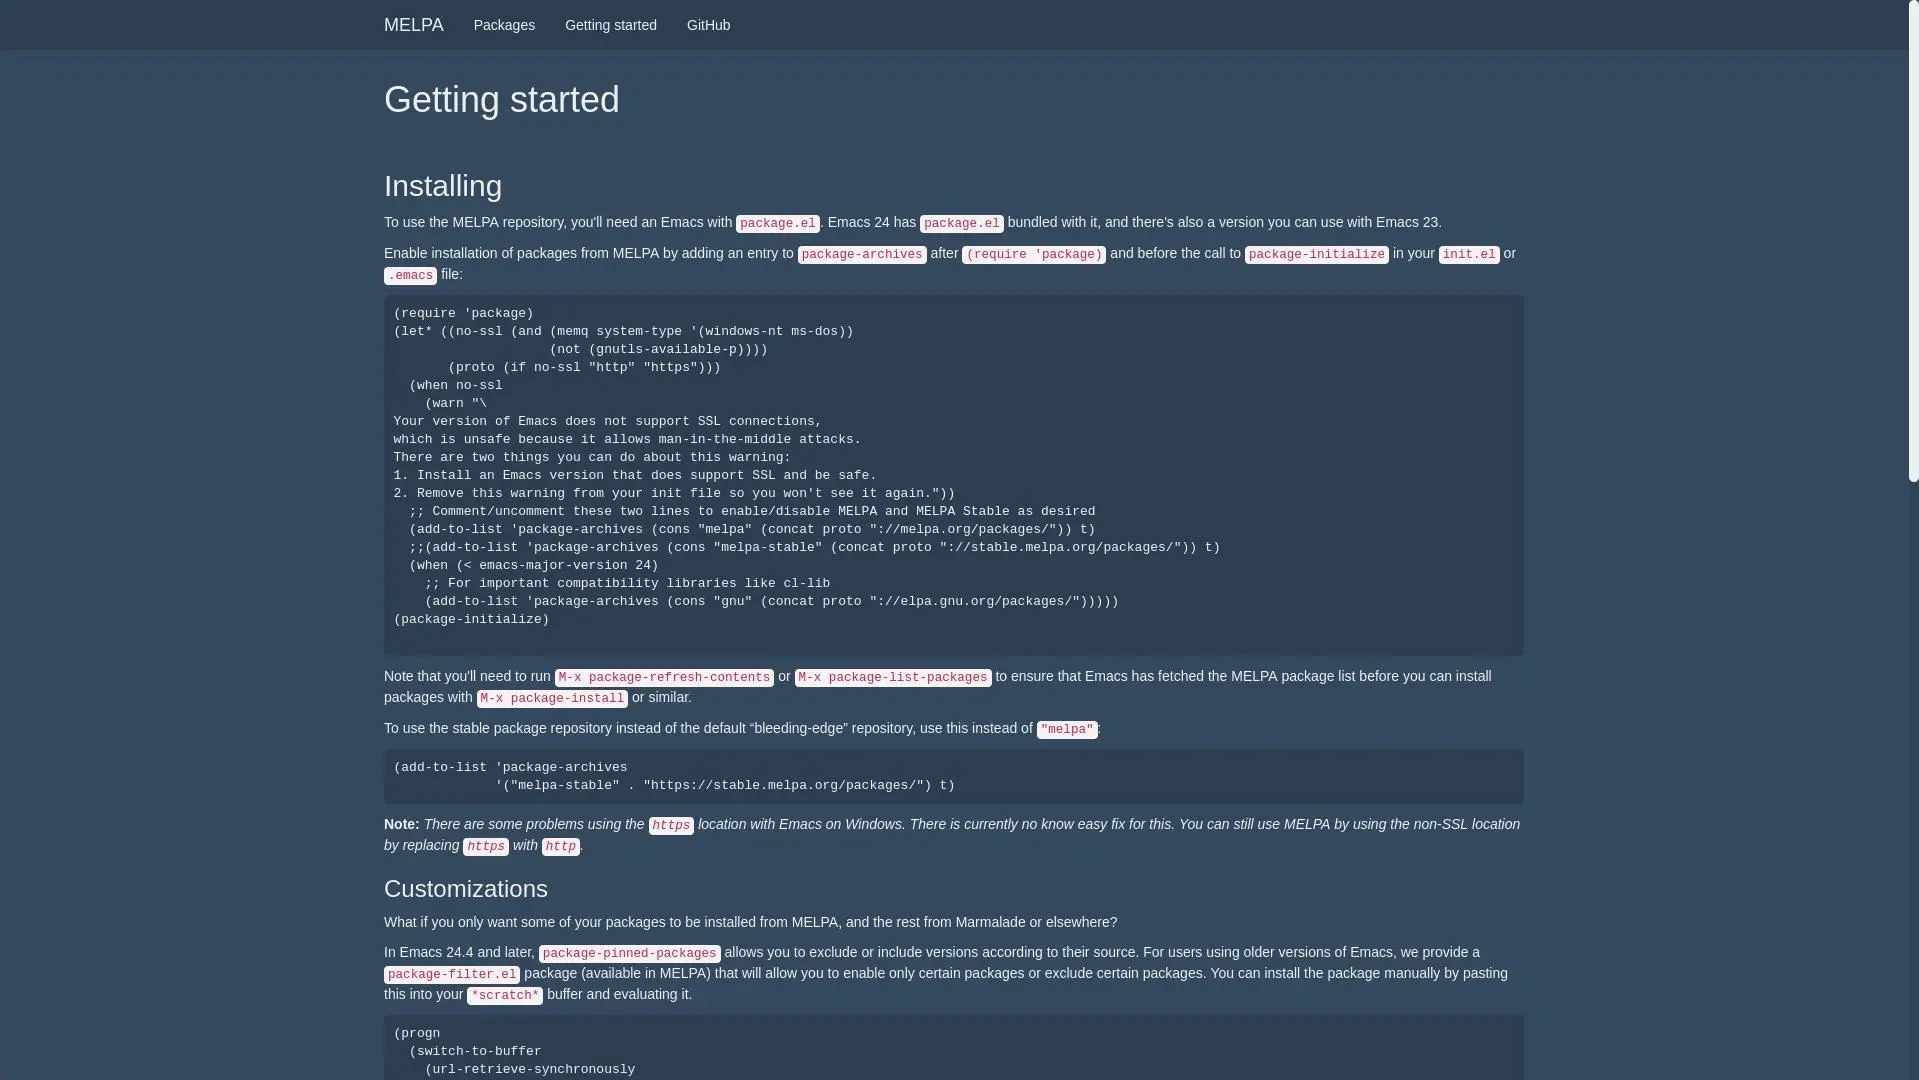 MELPA Packages Getting started GitHub
Getting started
Installing
To use the MELPA repository, you'll need an Emacs with package.el. Emacs 24 has package.el bundled with it, and there's also a version you can use with Emacs 23.
Enable installation of packages from MELPA by adding an entry to package-archives after (require 'package) and before the call to package-initialize in your init.el or
.emacs file:
(require 'package)
(let* ((no-ssl (and (memq system-type '(windows-nt ms-dos))
                    (not (gnutls-available-p))))
       (proto (if no-ssl "http" "https")))
  (when no-ssl
    (warn "\
Your version of Emacs does not support SSL connections,
which is unsafe because it allows man-in-the-middle attacks.
There are two things you can do about this warning:
1. Install an Emacs version that does support SSL and be safe.
2. Remove this warning from your init file so you won't see it again."))
  ;; Comment/uncomment these two lines to enable/disable MELPA and MELPA Stable as desired
  (add-to-list 'package-archives (cons "melpa" (concat proto "://melpa.org/packages/")) t)
  ;;(add-to-list 'package-archives (cons "melpa-stable" (concat proto "://stable.melpa.org/packages/")) t)
  (when (< emacs-major-version 24)
    ;; For important compatibility libraries like cl-lib
    (add-to-list 'package-archives (cons "gnu" (concat proto "://elpa.gnu.org/packages/")))))
(package-initialize)
Note that you'll need to run M-x package-refresh-contents or M-x package-list-packages to ensure that Emacs has fetched the MELPA package list before you can install
packages with M-x package-install or similar.
To use the stable package repository instead of the default “bleeding-edge” repository, use this instead of "melpa":
(add-to-list 'package-archives
             '("melpa-stable" . "https://stable.melpa.org/packages/") t)
Note: There are some problems using the https location with Emacs on Windows. There is currently no know easy fix for this. You can still use MELPA by using the non-SSL location
by replacing https with http.
Customizations
What if you only want some of your packages to be installed from MELPA, and the rest from Marmalade or elsewhere?
In Emacs 24.4 and later, package-pinned-packages allows you to exclude or include versions according to their source. For users using older versions of Emacs, we provide a
package-filter.el package (available in MELPA) that will allow you to enable only certain packages or exclude certain packages. You can install the package manually by pasting
this into your *scratch* buffer and evaluating it.
(progn
  (switch-to-buffer
    (url-retrieve-synchronously